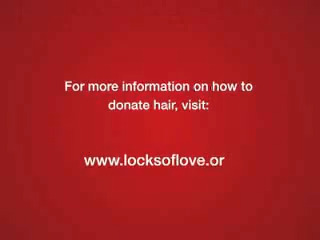 For more information on how to
donate hair, visit:
www.locksoflove.or